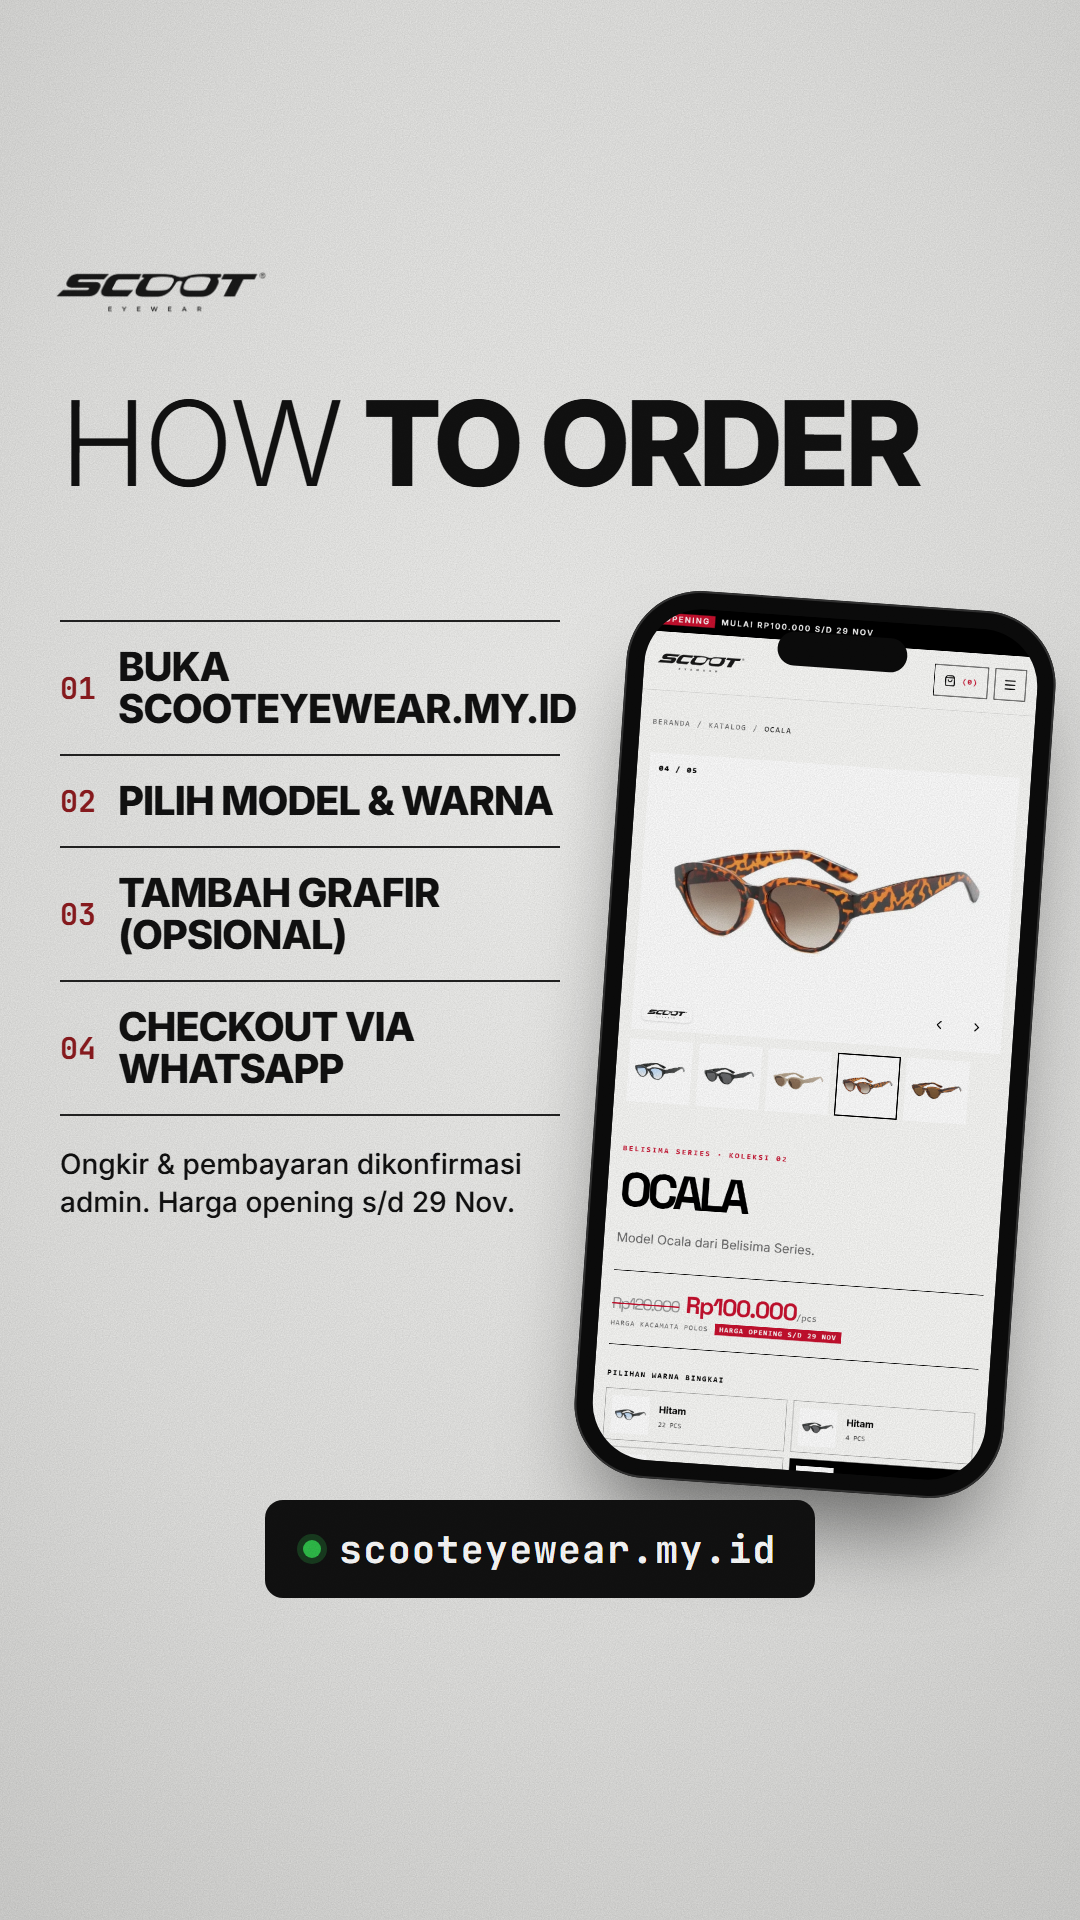 SCOOT®
EYEWEAR
HOW TO ORDER
01 BUKA
SCOOTEYEWEAR.MY.ID
02 PILIH MODEL & WARNA
03 TAMBAH GRAFIR
(OPSIONAL)
04 CHECKOUT VIA
WHATSAPP
Ongkir & pembayaran dikonfirmasi
admin. Harga opening s/d 29 Nov.
MULAI RP100.000 S/D 29 NOV
SCOOT
EYEWEAR
(0)
BERANDA / KATALOG / OCALA
04 / 05
SCOOT
BELISIMA SERIES · KOLEKSI 02
OCALA
Model Ocala dari Belisima Series.
Rp120.000 Rp100.000/pcs
HARGA KACAMATA POLOS HARGA OPENING S/D 29 NOV
PILIHAN WARNA BINGKAI
Hitam
22 PCS
Hitam
4 PCS
scooteyewear.my.id